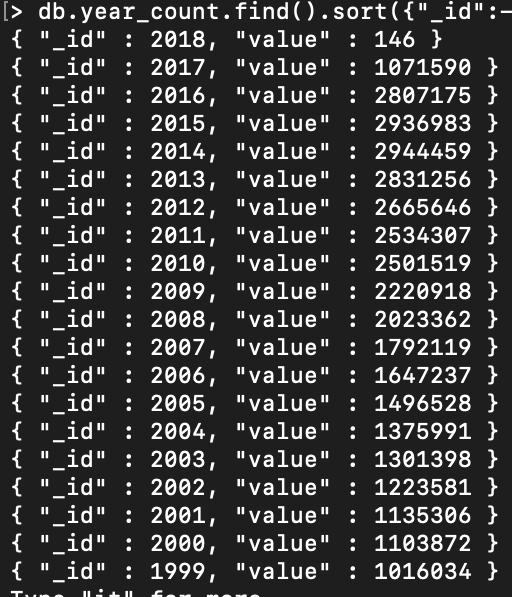 [> db.year_count.find().sort({"_id":-
{ "_id" : 2018, "value" : 146 }
{ "_id" : 2017, "value" : 1071590 }
{ "_id" : 2016, "value" : 2807175 }
{ "_id" : 2015, "value" : 2936983 }
{ "_id" : 2014, "value" : 2944459 }
{ "_id" : 2013, "value" : 2831256 }
{ "_id" : 2012, "value" : 2665646 }
{ "_id" : 2011, "value" : 2534307 }
{ "_id" : 2010, "value" : 2501519 }
{ "_id" : 2009, "value" : 2220918 }
{ "_id" : 2008, "value" : 2023362 }
{ "_id" : 2007, "value" : 1792119 }
{ "_id" : 2006, "value" : 1647237 }
{ "_id" : 2005, "value" : 1496528 }
{ "_id" : 2004, "value" : 1375991 }
{ "_id" : 2003, "value" : 1301398 }
{ "_id" : 2002, "value" : 1223581 }
{ "_id" : 2001, "value" : 1135306 }
{ "_id" : 2000, "value" : 1103872 }
{ "_id" : 1999, "value" : 1016034 }
Type "it" for more